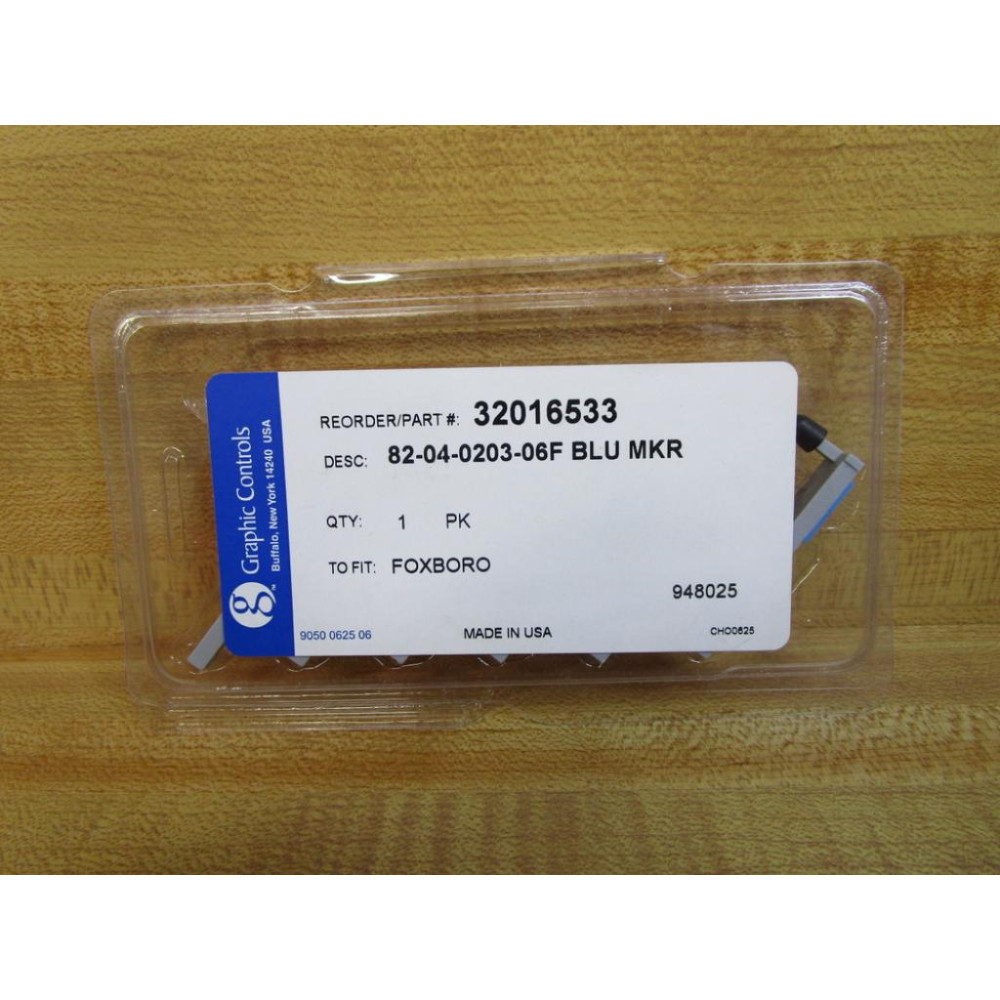 g Graphic Controls
Buffalo, New York 14240 USA
REORDER/PART #: 32016533
DESC: 82-04-0203-06F BLU MKR
QTY: 1 PK
TO FIT: FOXBORO
948025
9050 0625 06 MADE IN USA CHO0625